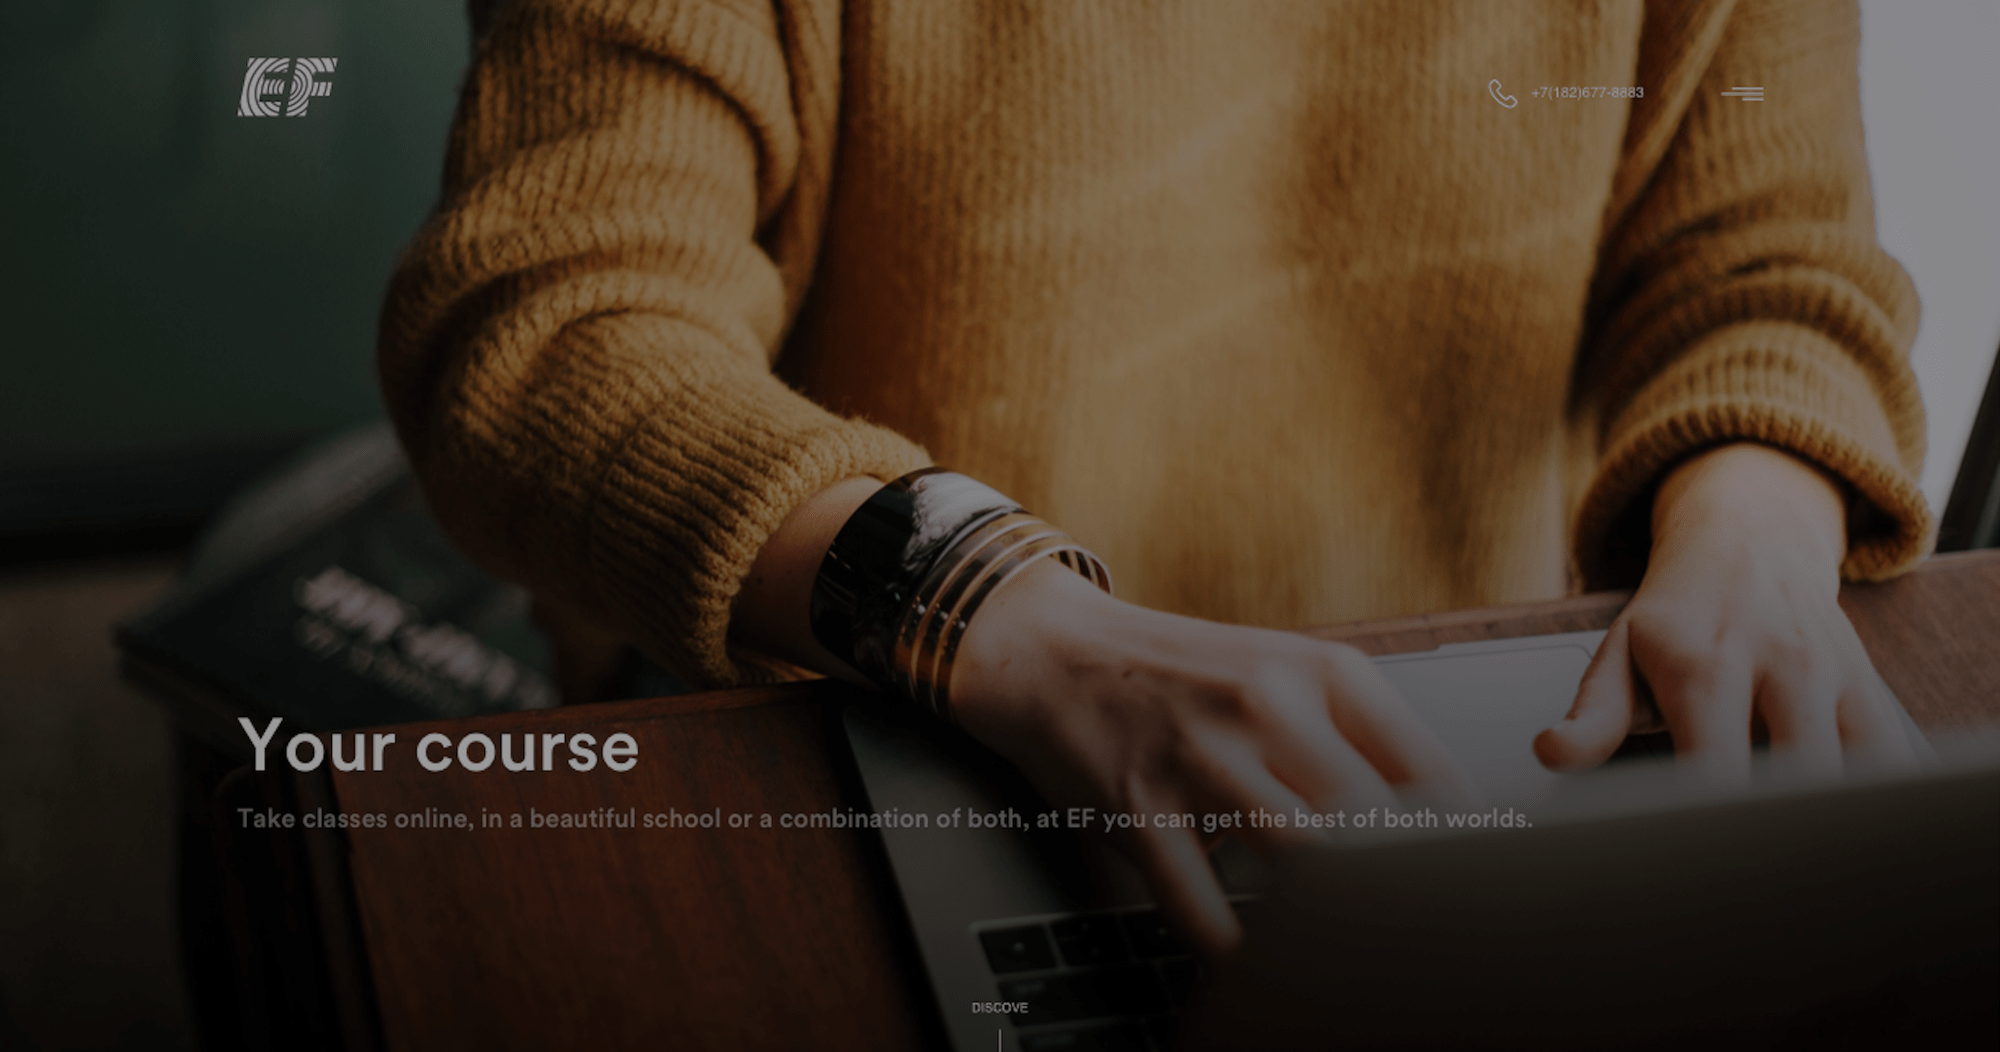 EF
+7(182)677-8883
Your course
Take classes online, in a beautiful school or a combination of both, at EF you can get the best of both worlds.
DISCOVE